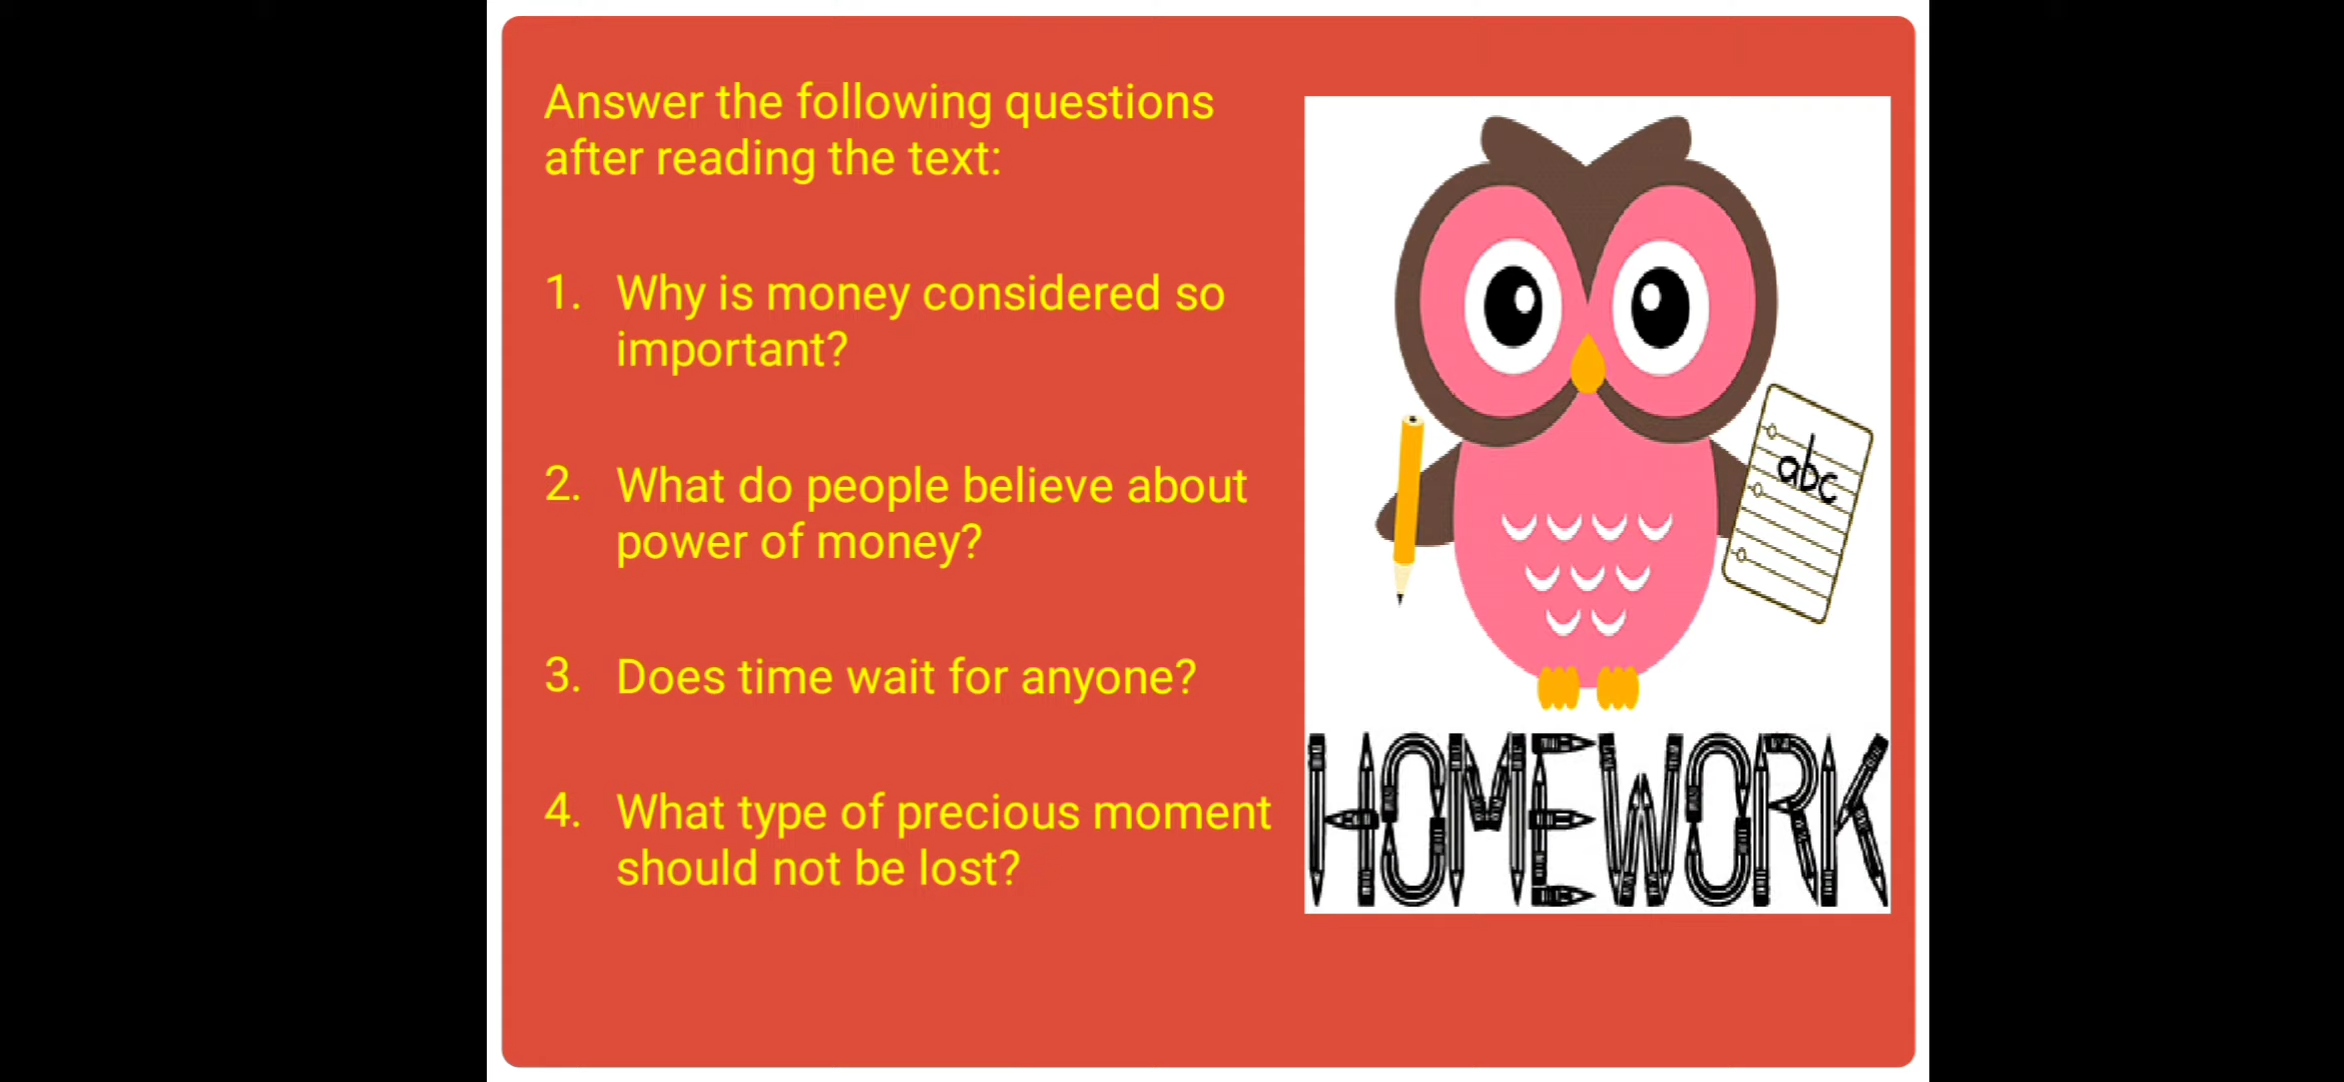 Answer the following questions
after reading the text:
1. Why is money considered so
important?
2. What do people believe about
power of money?
3. Does time wait for anyone?
4. What type of precious moment
should not be lost?
abc
HOMEWORK